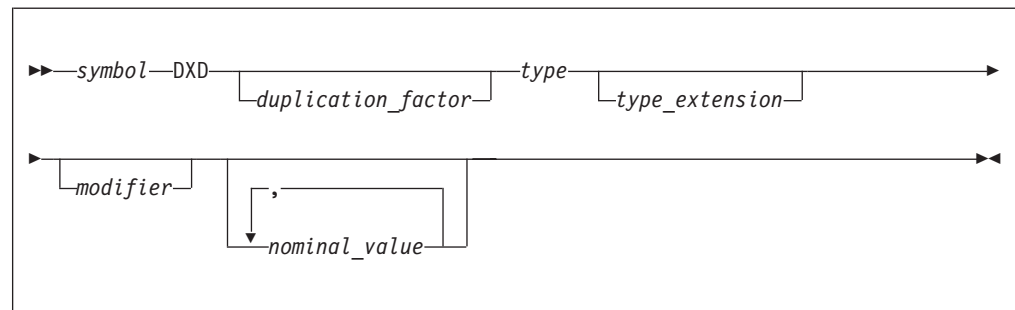 symbol DXD duplication_factor type type_extension
modifier , nominal_value